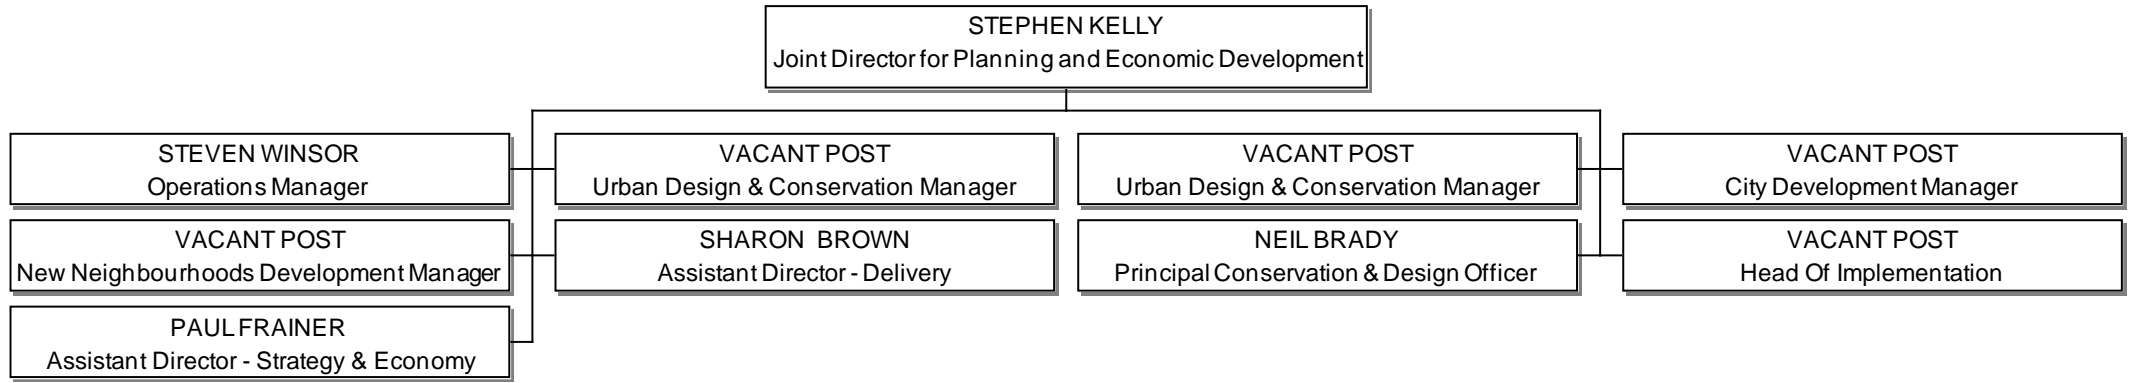 STEPHEN KELLY
Joint Director for Planning and Economic Development
STEVEN WINSOR
Operations Manager
VACANT POST
Urban Design & Conservation Manager
VACANT POST
Urban Design & Conservation Manager
VACANT POST
City Development Manager
VACANT POST
New Neighbourhoods Development Manager
SHARON BROWN
Assistant Director - Delivery
NEIL BRADY
Principal Conservation & Design Officer
VACANT POST
Head Of Implementation
PAUL FRAINER
Assistant Director - Strategy & Economy